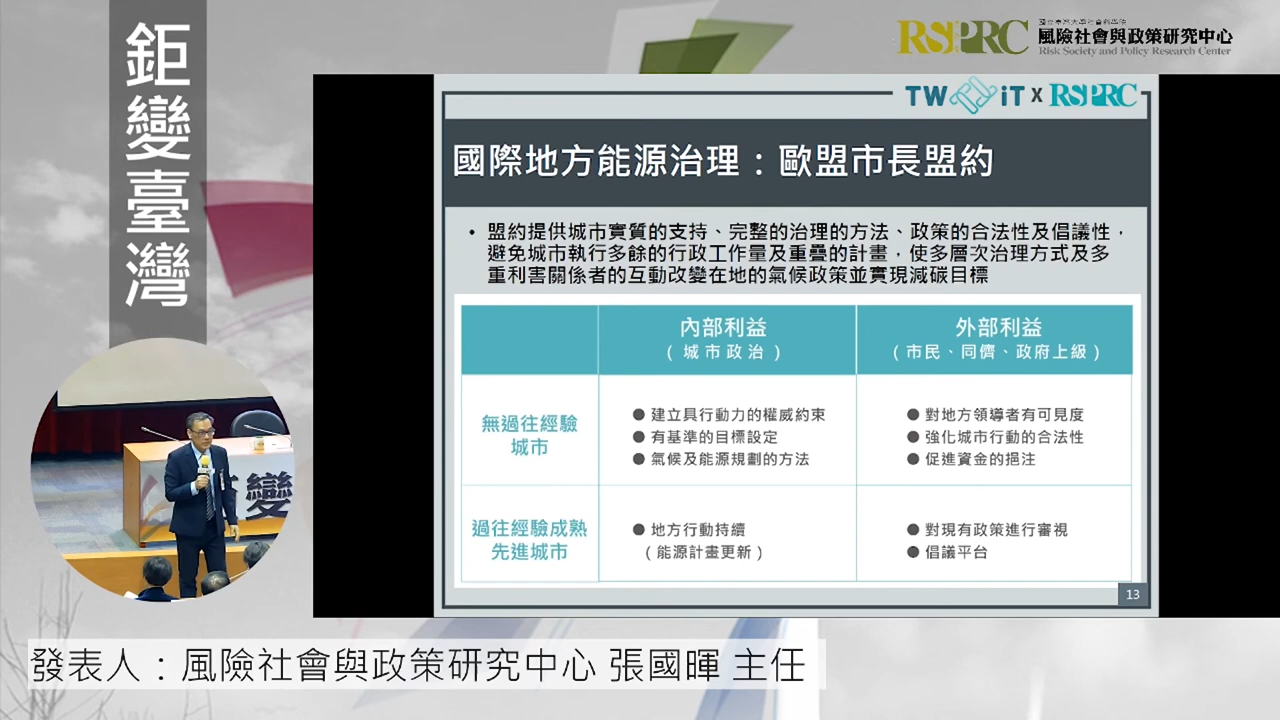 鉅變臺灣
RSPRC
國立臺灣大學社會科學院
風險社會與政策研究中心
Risk Society and Policy Research Center
TW iT X RSPRC
國際地方能源治理：歐盟市長盟約
• 盟約提供城市實質的支持、完整的治理的方法、政策的合法性及倡議性，
避免城市執行多餘的行政工作量及重疊的計畫，使多層次治理方式及多
重利害關係者的互動改變在地的氣候政策並實現減碳目標
內部利益
（城市政治）
外部利益
（市民、同儕、政府上級）
無過往經驗
城市
● 建立具行動力的權威約束
● 有基準的目標設定
● 氣候及能源規劃的方法
● 對地方領導者有可見度
● 強化城市行動的合法性
● 促進資金的挹注
過往經驗成熟
先進城市
● 地方行動持續
（能源計畫更新）
● 對現有政策進行審視
● 倡議平台
13
變
發表人：風險社會與政策研究中心 張國暉 主任